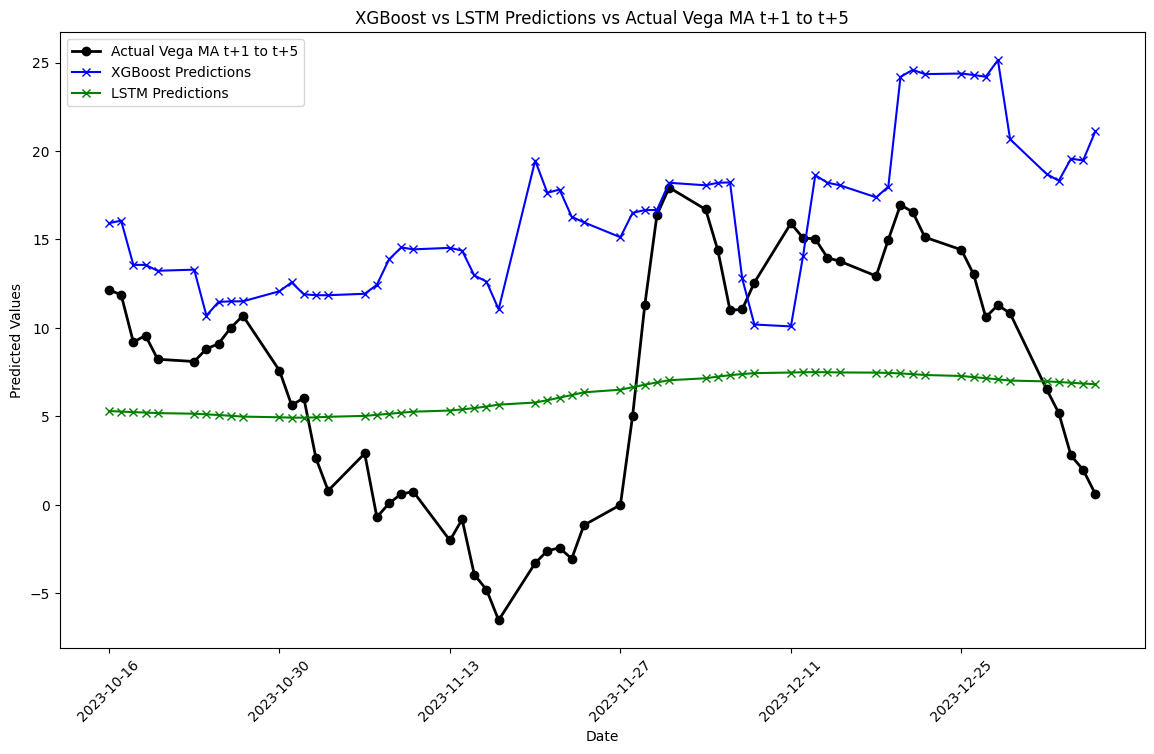 XGBoost vs LSTM Predictions vs Actual Vega MA t+1 to t+5
Actual Vega MA t+1 to t+5
XGBoost Predictions
LSTM Predictions
Predicted Values
25
20
15
10
5
0
−5
2023-10-16
2023-10-30
2023-11-13
2023-11-27
2023-12-11
2023-12-25
Date